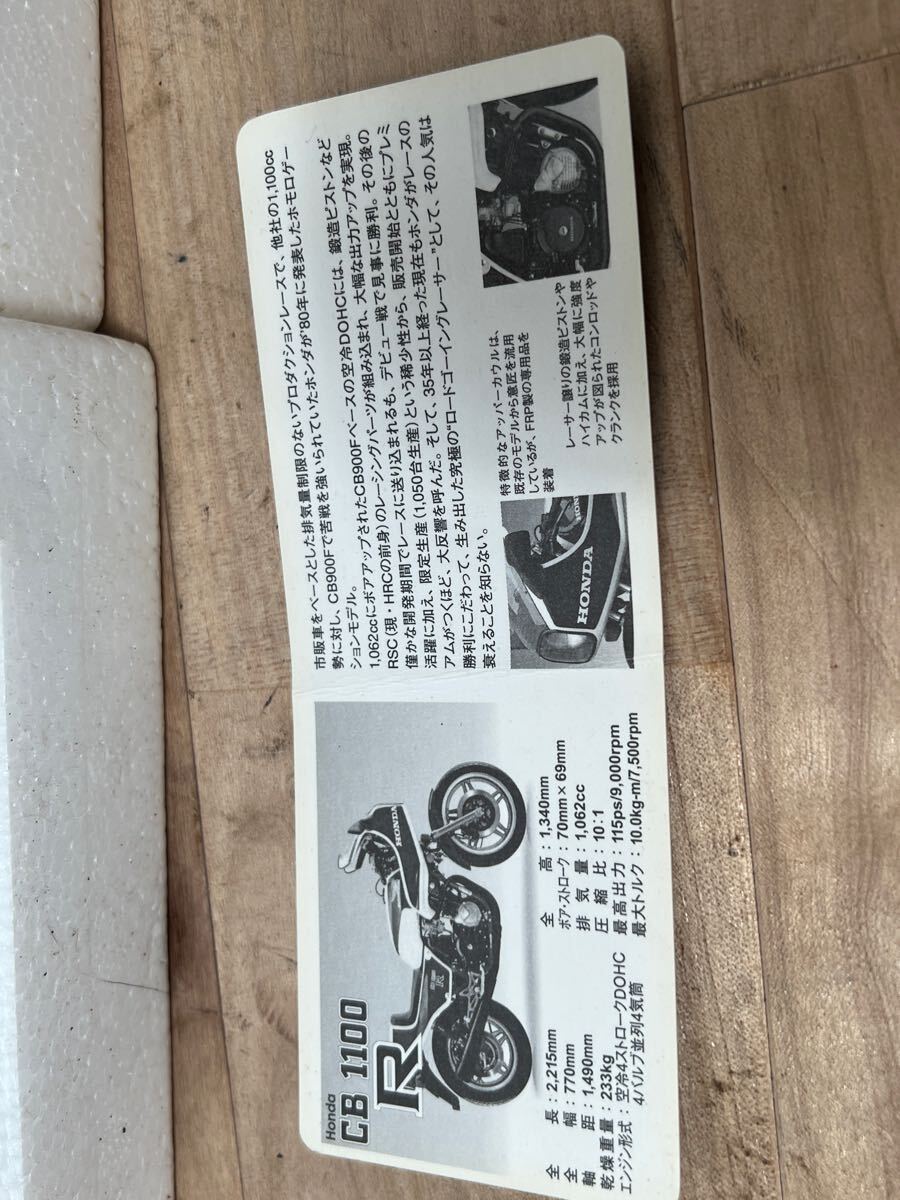 Honda
CB 1100
R
全長：2,215mm
全幅：770mm
軸距：1,490mm
乾燥重量：233kg
エンジン形式：空冷4ストロークDOHC
4バルブ並列4気筒
全高：1,340mm
ボア・ストローク：70mm×69mm
排気量：1,062cc
圧縮比：10：1
最高出力：115ps/9,000rpm
最大トルク：10.0kg-m/7,500rpm
HONDA
市販車をベースとした排気量制限のないプロダクションレースで、他社の1,100cc
勢に対し、CB900Fで苦戦を強いられていたホンダが'80年に発表したホモロゲー
ションモデル。
1,062ccにボアアップされたCB900Fベースの空冷DOHCには、鍛造ピストンなど
RSC（現・HRCの前身）のレーシングパーツが組み込まれ、大幅な出力アップを実現。
僅かな開発期間でレースに送り込まれるも、デビュー戦で見事に勝利。その後の
活躍に加え、限定生産（1,050台生産）という稀少性から、販売開始とともにプレミ
アムがつくほど、大反響を呼んだ。そして、35年以上経った現在もホンダがレースの
勝利にこだわって、生み出した究極の“ロードゴーイングレーサー”として、その人気は
衰えることを知らない。
HONDA
特徴的なアッパーカウルは、
既存のモデルから意匠を流用
しているが、FRP製の専用品を
装着
レーサー譲りの鍛造ピストンや
ハイカムに加え、大幅に強度
アップが図られたコンロッドや
クランクを採用